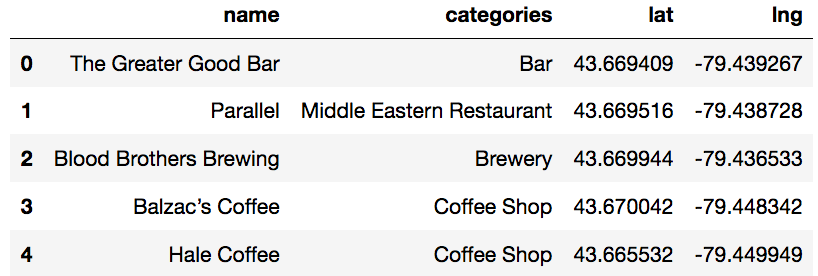 name categories lat lng
0 The Greater Good Bar Bar 43.669409 -79.439267
1 Parallel Middle Eastern Restaurant 43.669516 -79.438728
2 Blood Brothers Brewing Brewery 43.669944 -79.436533
3 Balzac’s Coffee Coffee Shop 43.670042 -79.448342
4 Hale Coffee Coffee Shop 43.665532 -79.449949